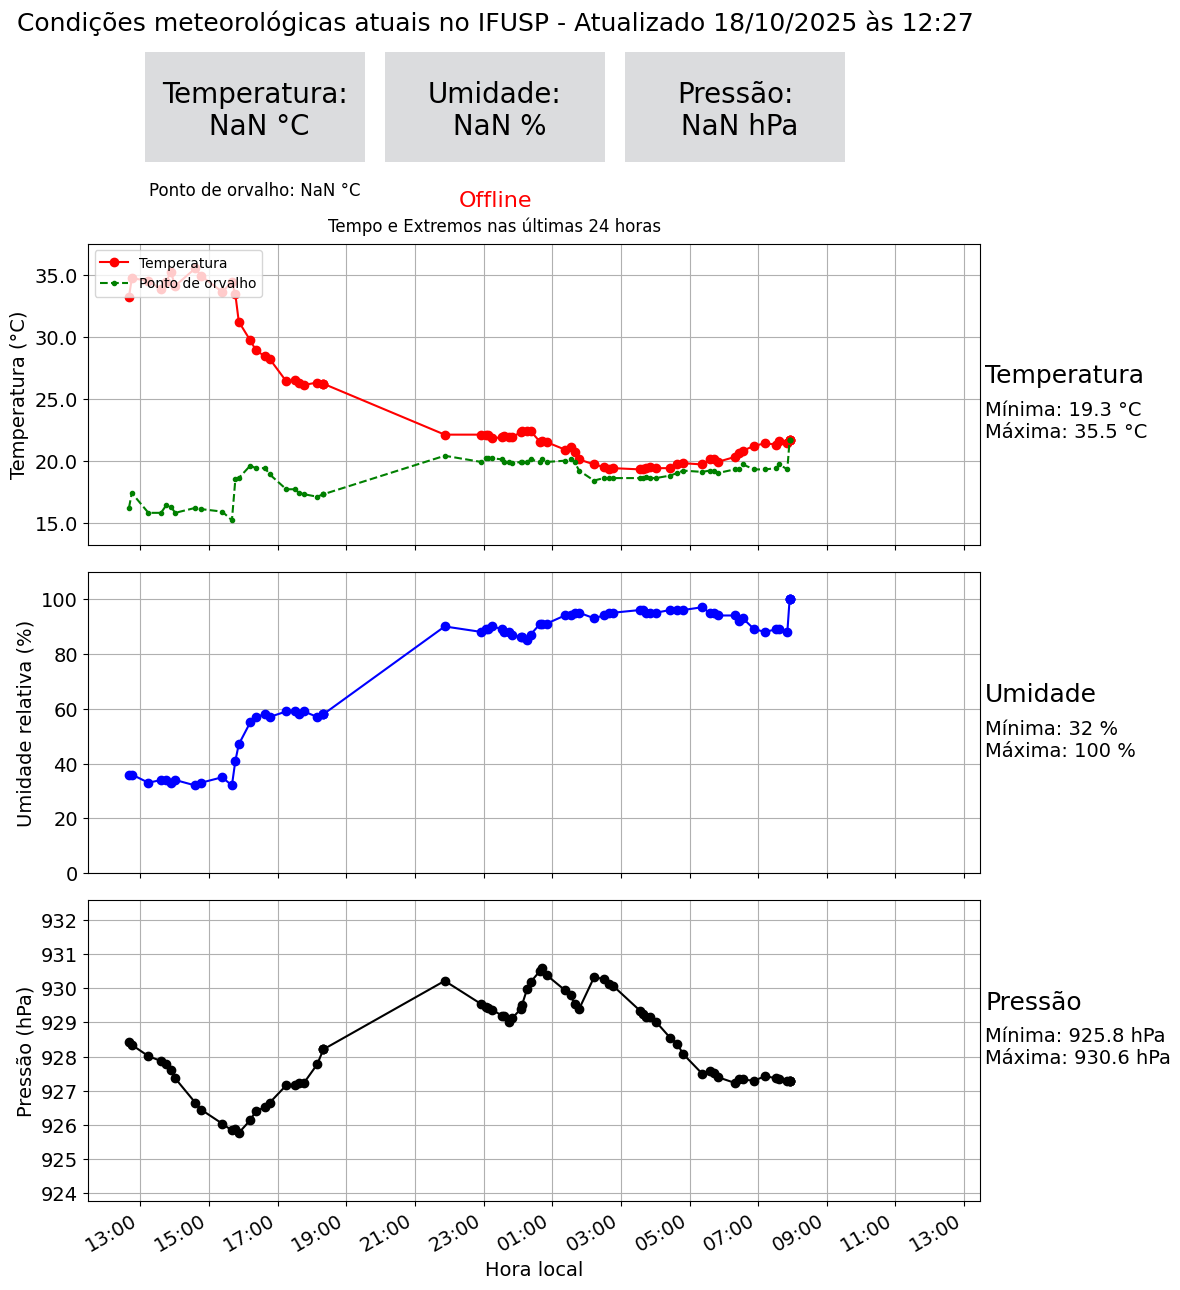 Condições meteorológicas atuais no IFUSP - Atualizado 18/10/2025 às 12:27
Temperatura:
NaN °C
Umidade:
NaN %
Pressão:
NaN hPa
Ponto de orvalho: NaN °C
Offline
Tempo e Extremos nas últimas 24 horas
Temperatura
Ponto de orvalho
35.0
30.0
25.0
20.0
15.0
Temperatura (°C)
Temperatura
Mínima: 19.3 °C
Máxima: 35.5 °C
100
80
60
40
20
0
Umidade relativa (%)
Umidade
Mínima: 32 %
Máxima: 100 %
932
931
930
929
928
927
926
925
924
Pressão (hPa)
Pressão
Mínima: 925.8 hPa
Máxima: 930.6 hPa
13:00 15:00 17:00 19:00 21:00 23:00 01:00 03:00 05:00 07:00 09:00 11:00 13:00
Hora local